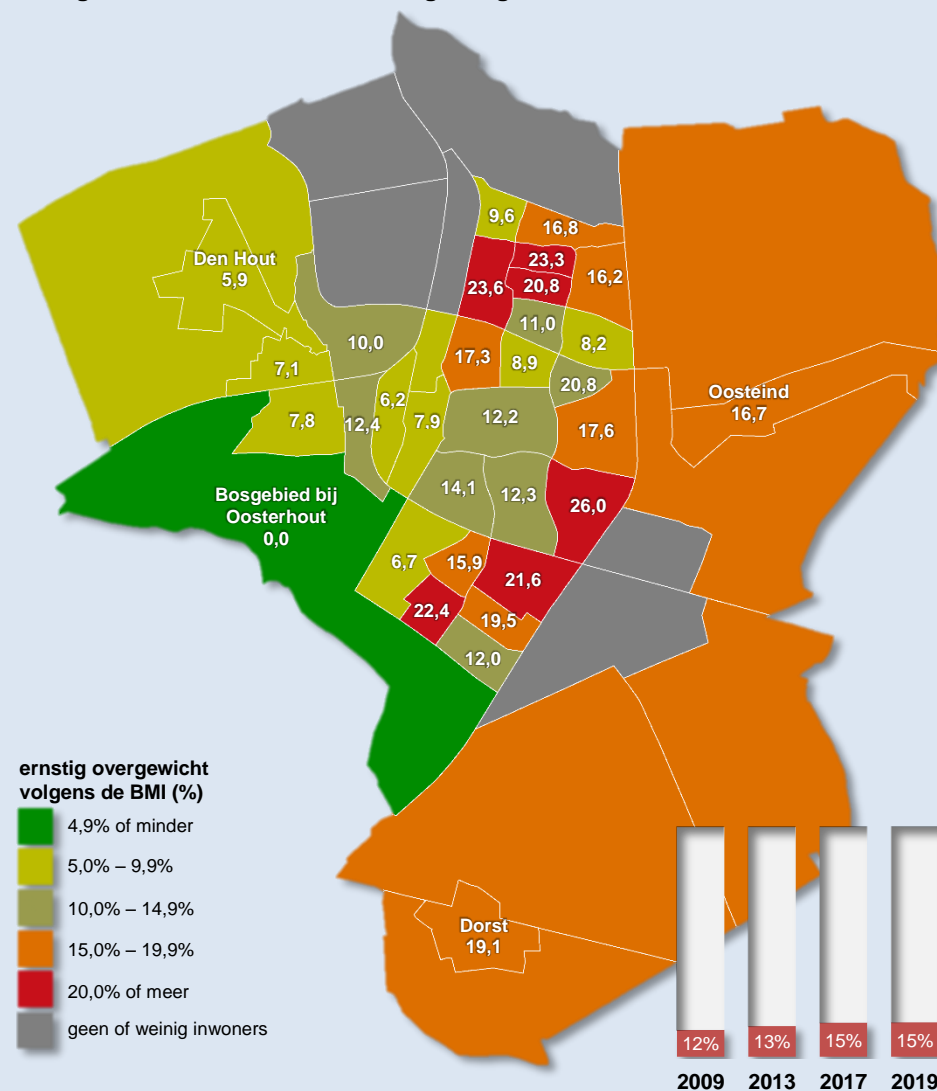 9,6
16,8
23,3
Den Hout
5,9
23,6
20,8
16,2
11,0
10,0
17,3
8,9
8,2
7,1
20,8
6,2
Oosteind
16,7
7,8
12,4
7,9
12,2
17,6
14,1
12,3
26,0
Bosgebied bij
Oosterhout
0,0
6,7
15,9
21,6
22,4
19,5
12,0
ernstig overgewicht
volgens de BMI (%)
4,9% of minder
5,0% – 9,9%
10,0% – 14,9%
15,0% – 19,9%
20,0% of meer
geen of weinig inwoners
Dorst
19,1
12% 13% 15% 15%
2009 2013 2017 2019